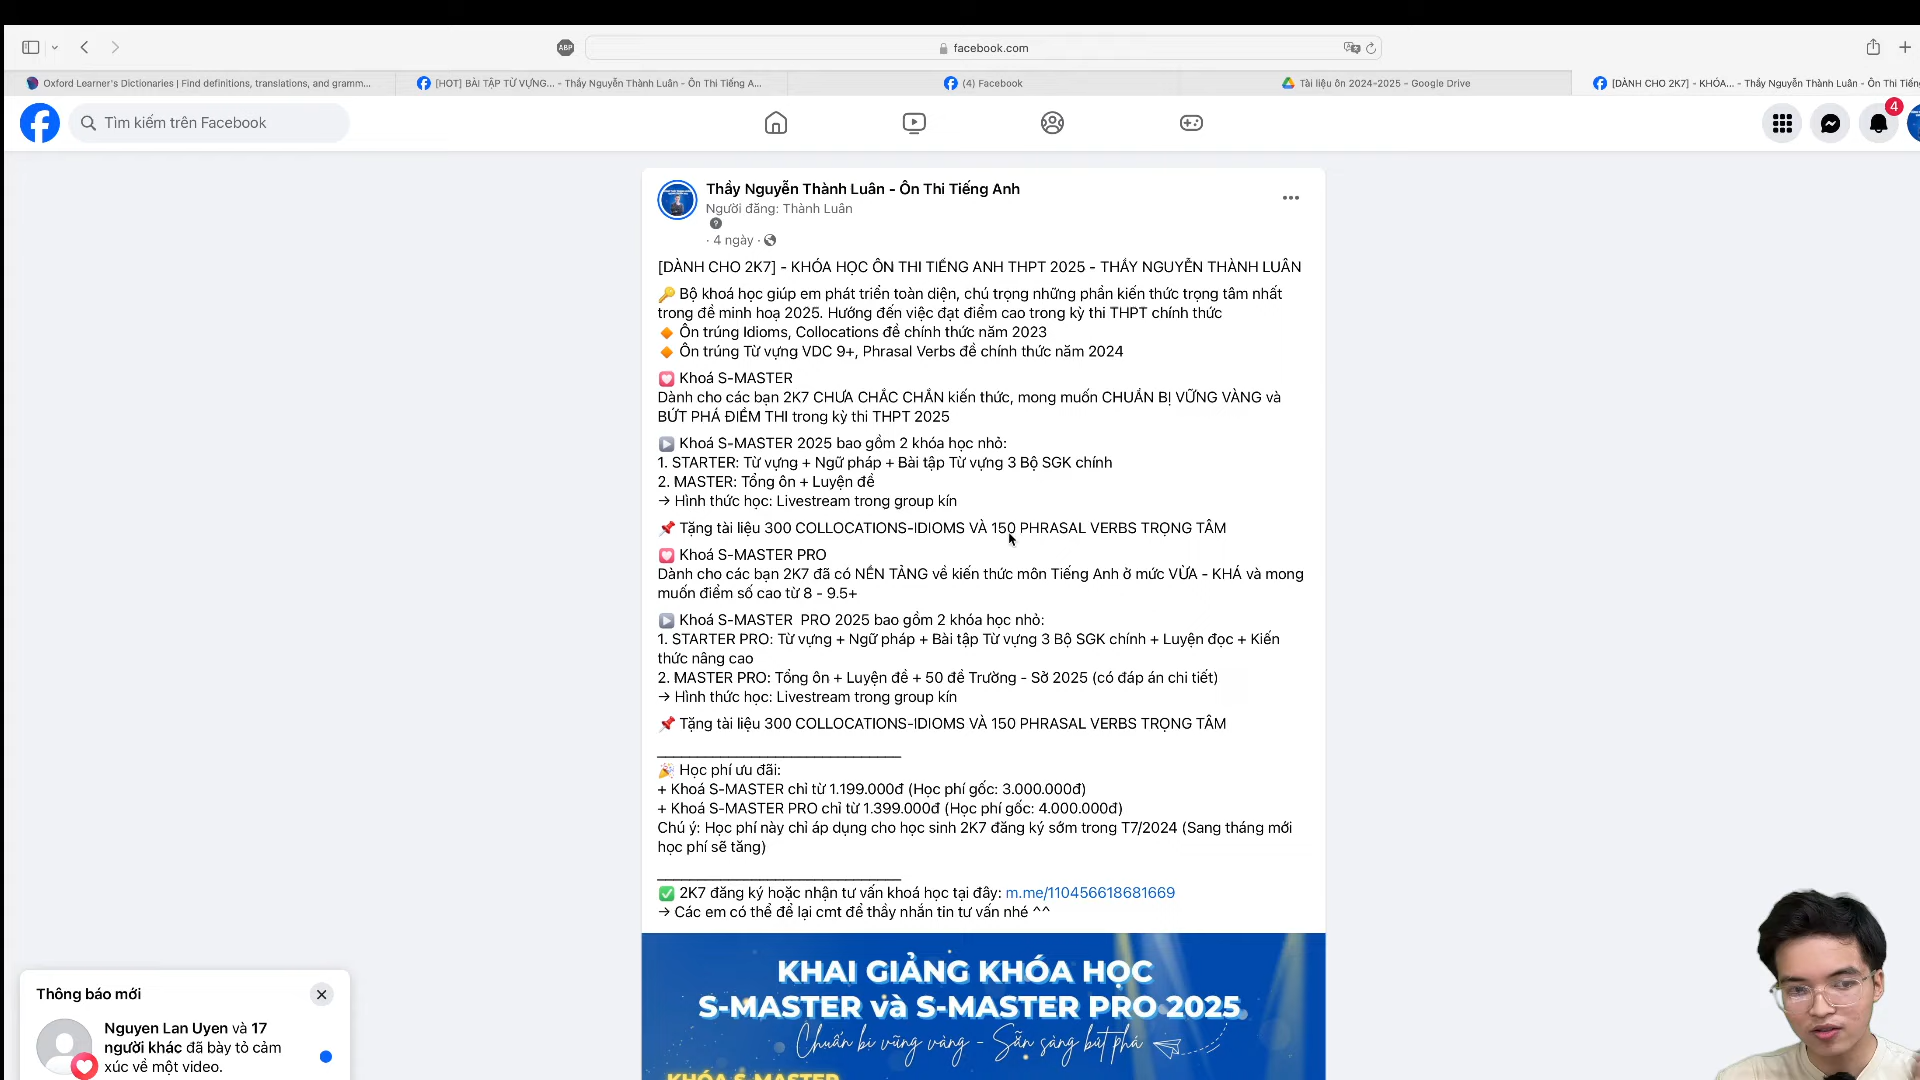 ABP
facebook.com
Oxford Learner's Dictionaries | Find definitions, translations, and gramm...
[HOT] BÀI TẬP TỪ VỰNG... - Thầy Nguyễn Thành Luân - Ôn Thi Tiếng A...
(4) Facebook
Tài liệu ôn 2024-2025 - Google Drive
[DÀNH CHO 2K7] - KHÓA... - Thầy Nguyễn Thành Luân - Ôn Thi Tiếng
Tìm kiếm trên Facebook
4
Thầy Nguyễn Thành Luân - Ôn Thi Tiếng Anh
Người đăng: Thành Luân
· 4 ngày ·
[DÀNH CHO 2K7] - KHÓA HỌC ÔN THI TIẾNG ANH THPT 2025 - THẦY NGUYỄN THÀNH LUÂN
🔑 Bộ khoá học giúp em phát triển toàn diện, chú trọng những phần kiến thức trọng tâm nhất
trong đề minh hoạ 2025. Hướng đến việc đạt điểm cao trong kỳ thi THPT chính thức
🔸 Ôn trúng Idioms, Collocations đề chính thức năm 2023
🔸 Ôn trúng Từ vựng VDC 9+, Phrasal Verbs đề chính thức năm 2024
💟 Khoá S-MASTER
Dành cho các bạn 2K7 CHƯA CHẮC CHẮN kiến thức, mong muốn CHUẨN BỊ VỮNG VÀNG và
BỨT PHÁ ĐIỂM THI trong kỳ thi THPT 2025
▶️ Khoá S-MASTER 2025 bao gồm 2 khóa học nhỏ:
1. STARTER: Từ vựng + Ngữ pháp + Bài tập Từ vựng 3 Bộ SGK chính
2. MASTER: Tổng ôn + Luyện đề
→ Hình thức học: Livestream trong group kín
📌 Tặng tài liệu 300 COLLOCATIONS-IDIOMS VÀ 150 PHRASAL VERBS TRỌNG TÂM
💟 Khoá S-MASTER PRO
Dành cho các bạn 2K7 đã có NỀN TẢNG về kiến thức môn Tiếng Anh ở mức VỪA - KHÁ và mong
muốn điểm số cao từ 8 - 9.5+
▶️ Khoá S-MASTER PRO 2025 bao gồm 2 khóa học nhỏ:
1. STARTER PRO: Từ vựng + Ngữ pháp + Bài tập Từ vựng 3 Bộ SGK chính + Luyện đọc + Kiến
thức nâng cao
2. MASTER PRO: Tổng ôn + Luyện đề + 50 đề Trường - Sở 2025 (có đáp án chi tiết)
→ Hình thức học: Livestream trong group kín
📌 Tặng tài liệu 300 COLLOCATIONS-IDIOMS VÀ 150 PHRASAL VERBS TRỌNG TÂM
🎉 Học phí ưu đãi:
+ Khoá S-MASTER chỉ từ 1.199.000đ (Học phí gốc: 3.000.000đ)
+ Khoá S-MASTER PRO chỉ từ 1.399.000đ (Học phí gốc: 4.000.000đ)
Chú ý: Học phí này chỉ áp dụng cho học sinh 2K7 đăng ký sớm trong T7/2024 (Sang tháng mới
học phí sẽ tăng)
✅ 2K7 đăng ký hoặc nhận tư vấn khoá học tại đây: m.me/110456618681669
→ Các em có thể để lại cmt để thầy nhắn tin tư vấn nhé ^^
KHAI GIẢNG KHÓA HỌC
S-MASTER và S-MASTER PRO 2025
Chuẩn bị vững vàng - Sẵn sàng bứt phá
KHÓA S-MASTER
Thông báo mới
Nguyen Lan Uyen và 17
người khác đã bày tỏ cảm
xúc về một video.